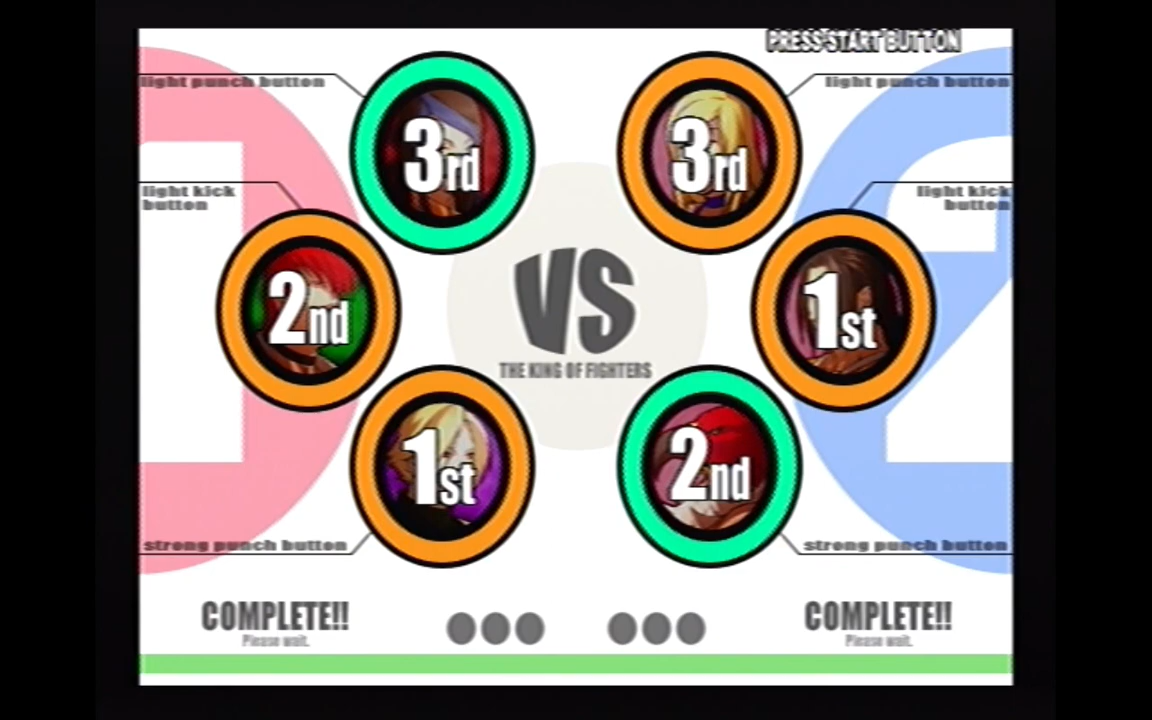 PRESS START BUTTON
light punch button
light punch button
3rd
3rd
light kick
button
light kick
button
2nd
1st
1
2
VS
THE KING OF FIGHTERS
1st
2nd
strong punch button
strong punch button
COMPLETE!!
Please wait.
COMPLETE!!
Please wait.